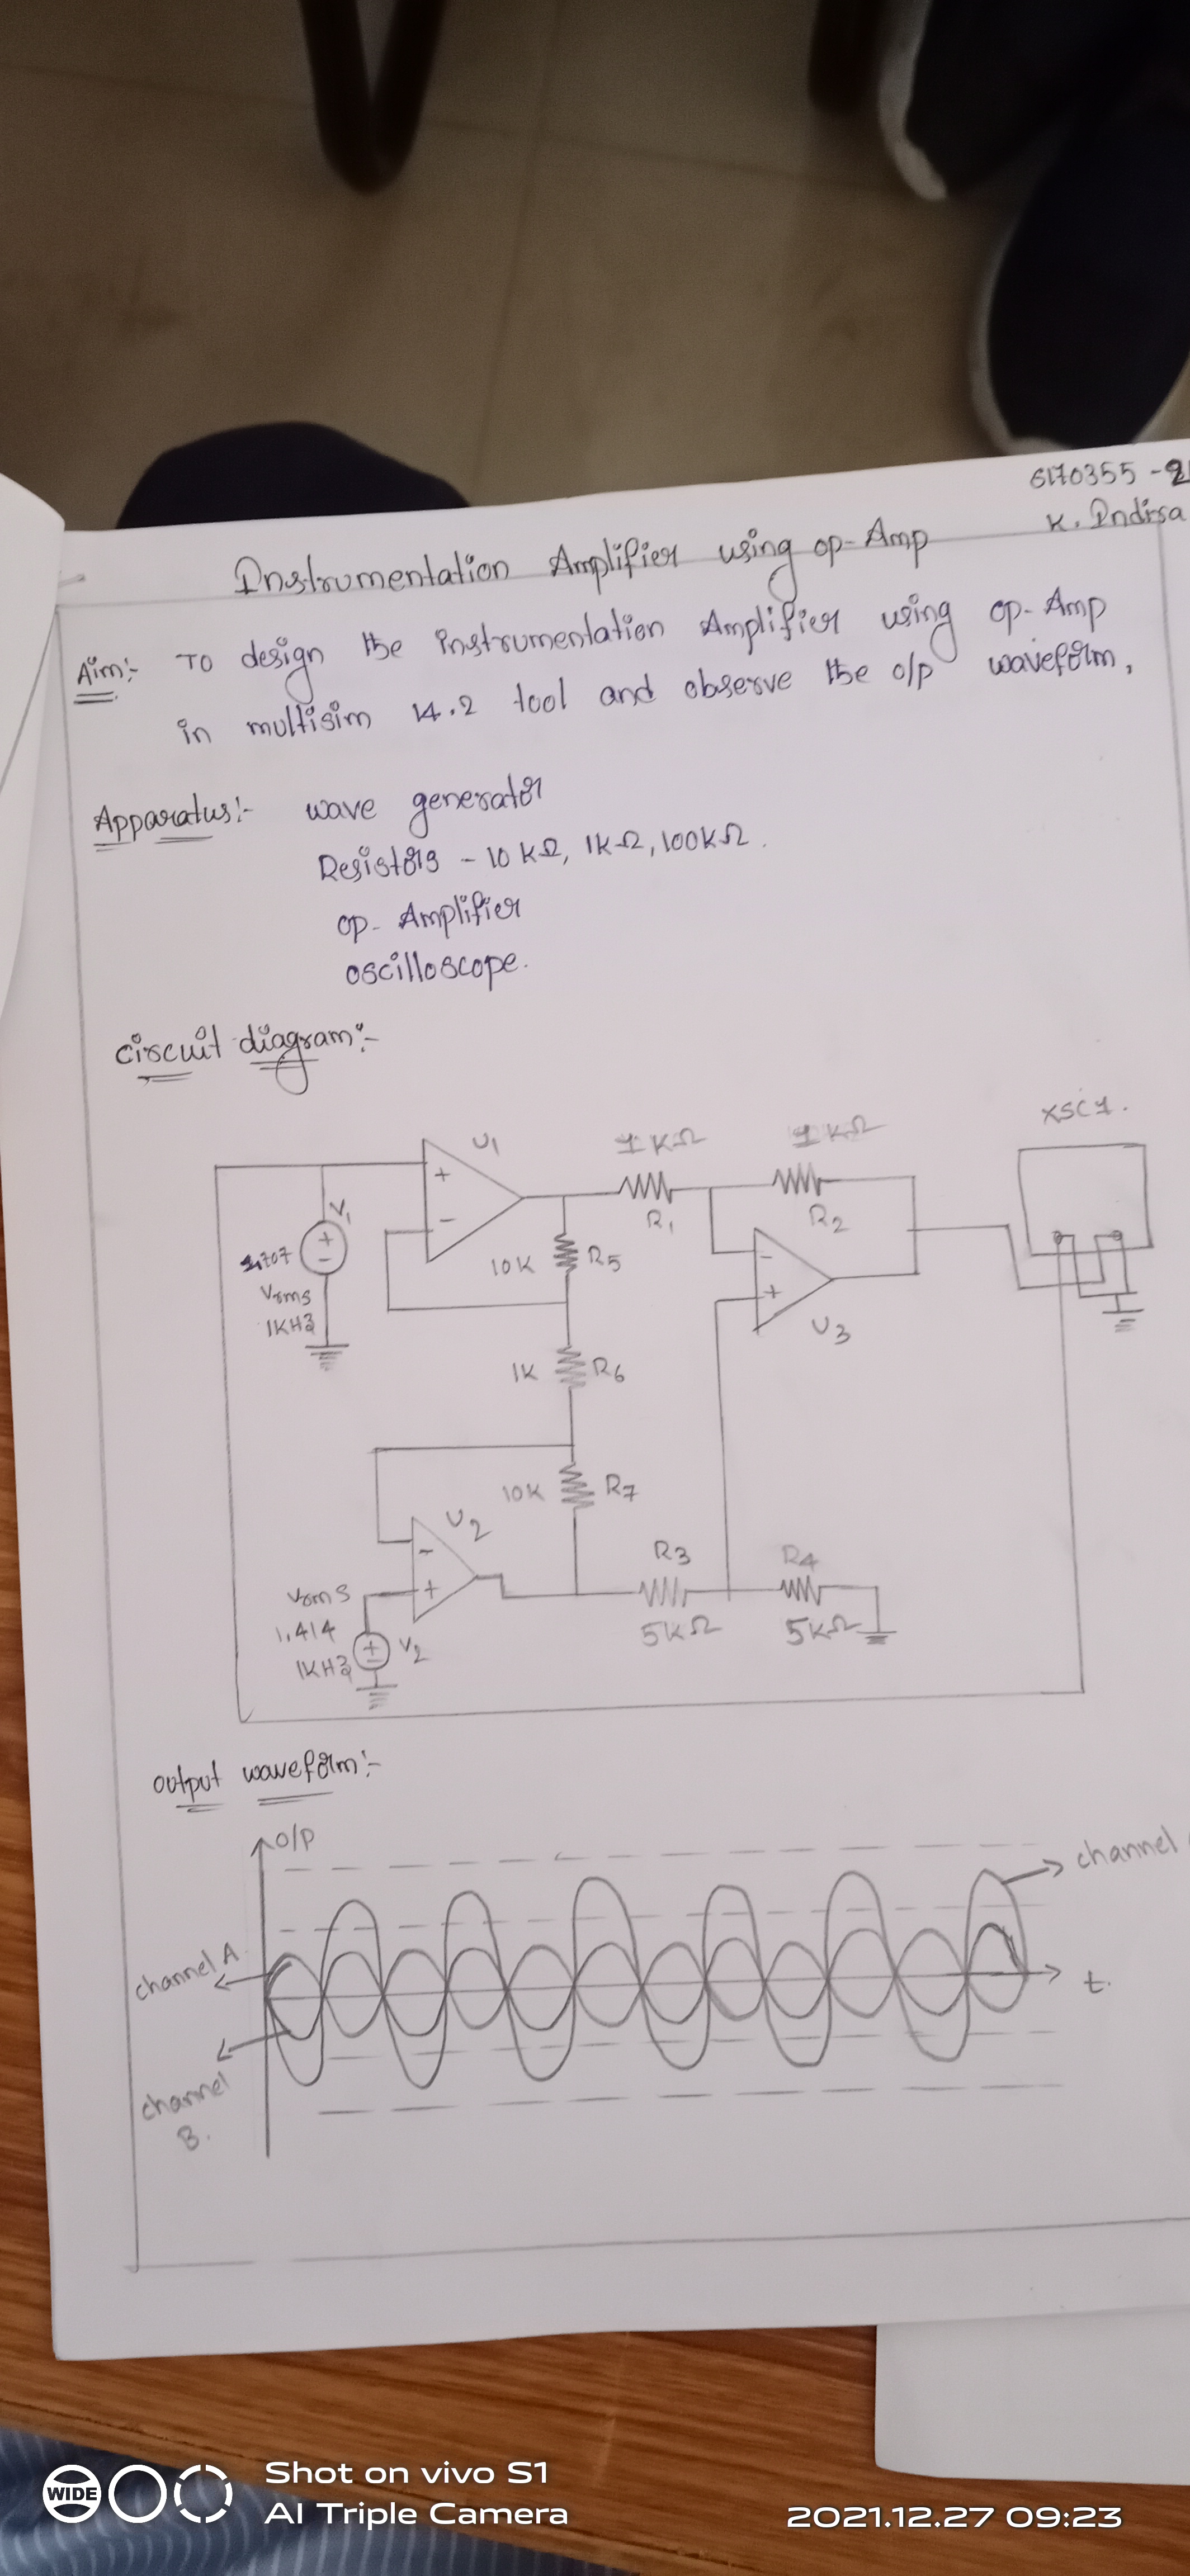 6170355 - 2
K. Indira
Instrumentation Amplifier using op-Amp
Aim:- To design the instrumentation Amplifier using op-Amp
in multisim 14.2 tool and observe the o/p waveform.
Apparatus:- wave generator
Resistors - 10 KΩ, 1KΩ, 100KΩ.
op- Amplifier
oscilloscope.
circuit diagram:-
XSC1.
U1
1 KΩ
1 KΩ
V1
R1
R2
10K
R5
.707
Vrms
1KHz
U3
1K
R6
10K
R7
U2
R3
R4
Vrms
1.414
1KHz
V2
5KΩ
5KΩ
output waveform:-
o/p
channel
channel A
t.
channel
B.
WIDE
Shot on vivo S1
AI Triple Camera
2021.12.27 09:23